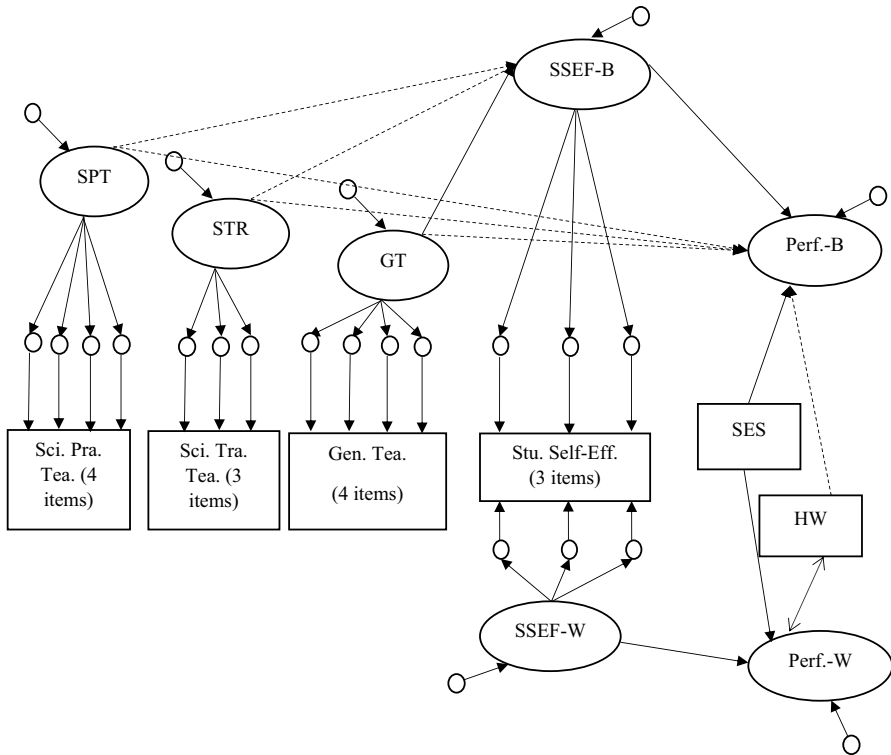 SSEF-B
SPT
STR
GT
Perf.-B
Sci. Pra.
Tea. (4
items)
Sci. Tra.
Tea. (3
items)
Gen. Tea.
(4 items)
Stu. Self-Eff.
(3 items)
SES
HW
SSEF-W
Perf.-W